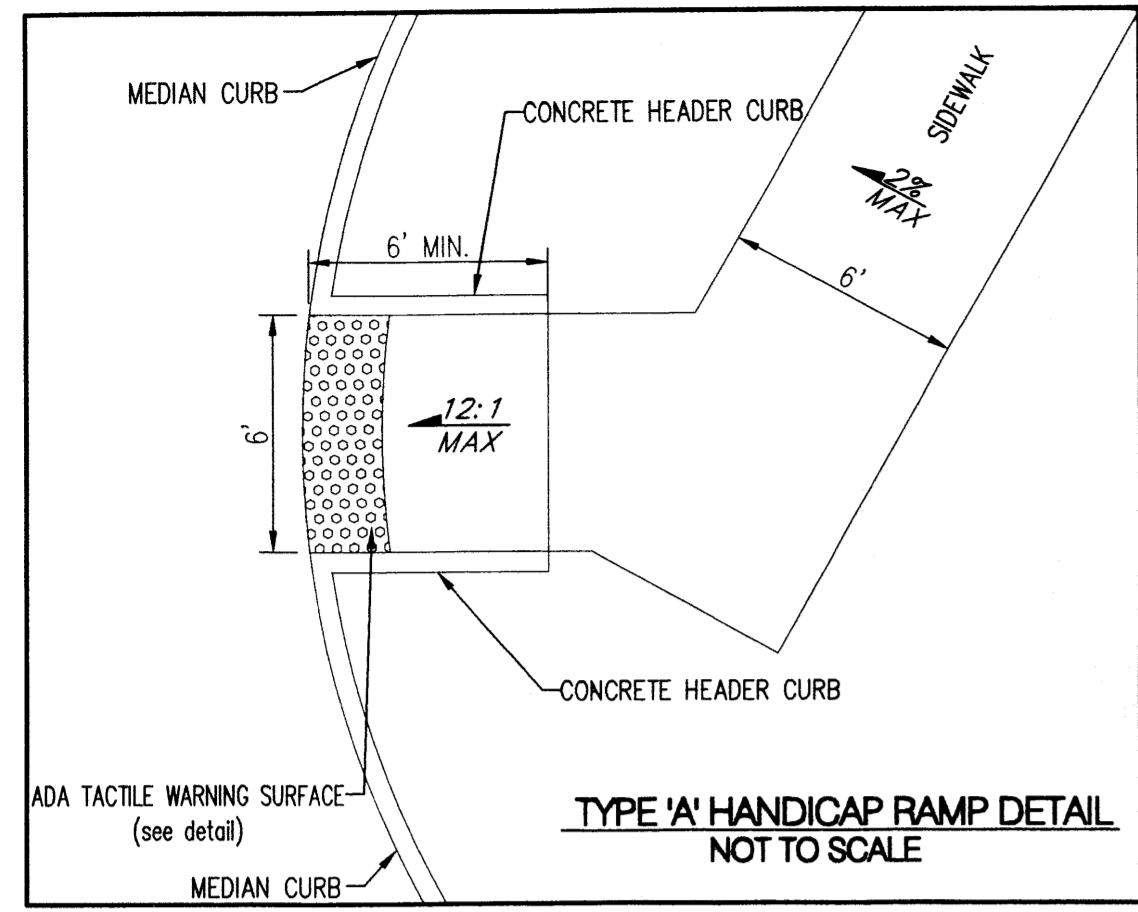 MEDIAN CURB
CONCRETE HEADER CURB
SIDEWALK
2%
MAX
6' MIN.
6'
6'
12:1
MAX
CONCRETE HEADER CURB
ADA TACTILE WARNING SURFACE
(see detail)
MEDIAN CURB
TYPE 'A' HANDICAP RAMP DETAIL
NOT TO SCALE